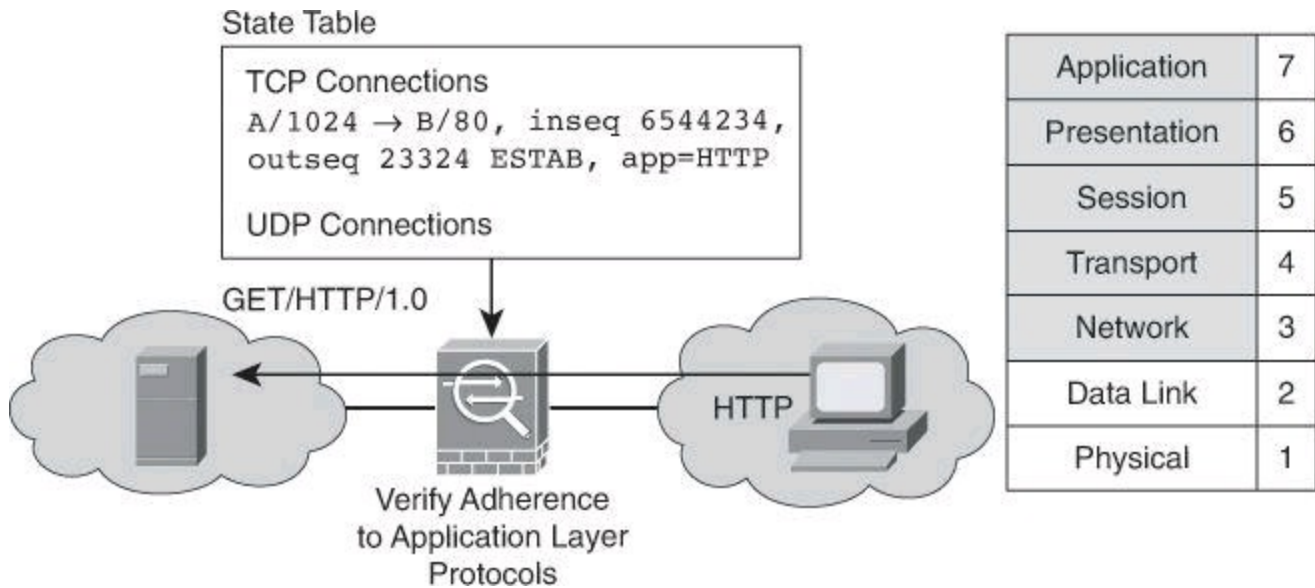 State Table
TCP Connections
A/1024 → B/80, inseq 6544234,
outseq 23324 ESTAB, app=HTTP
UDP Connections
GET/HTTP/1.0
HTTP
Verify Adherence
to Application Layer
Protocols
Application 7
Presentation 6
Session 5
Transport 4
Network 3
Data Link 2
Physical 1